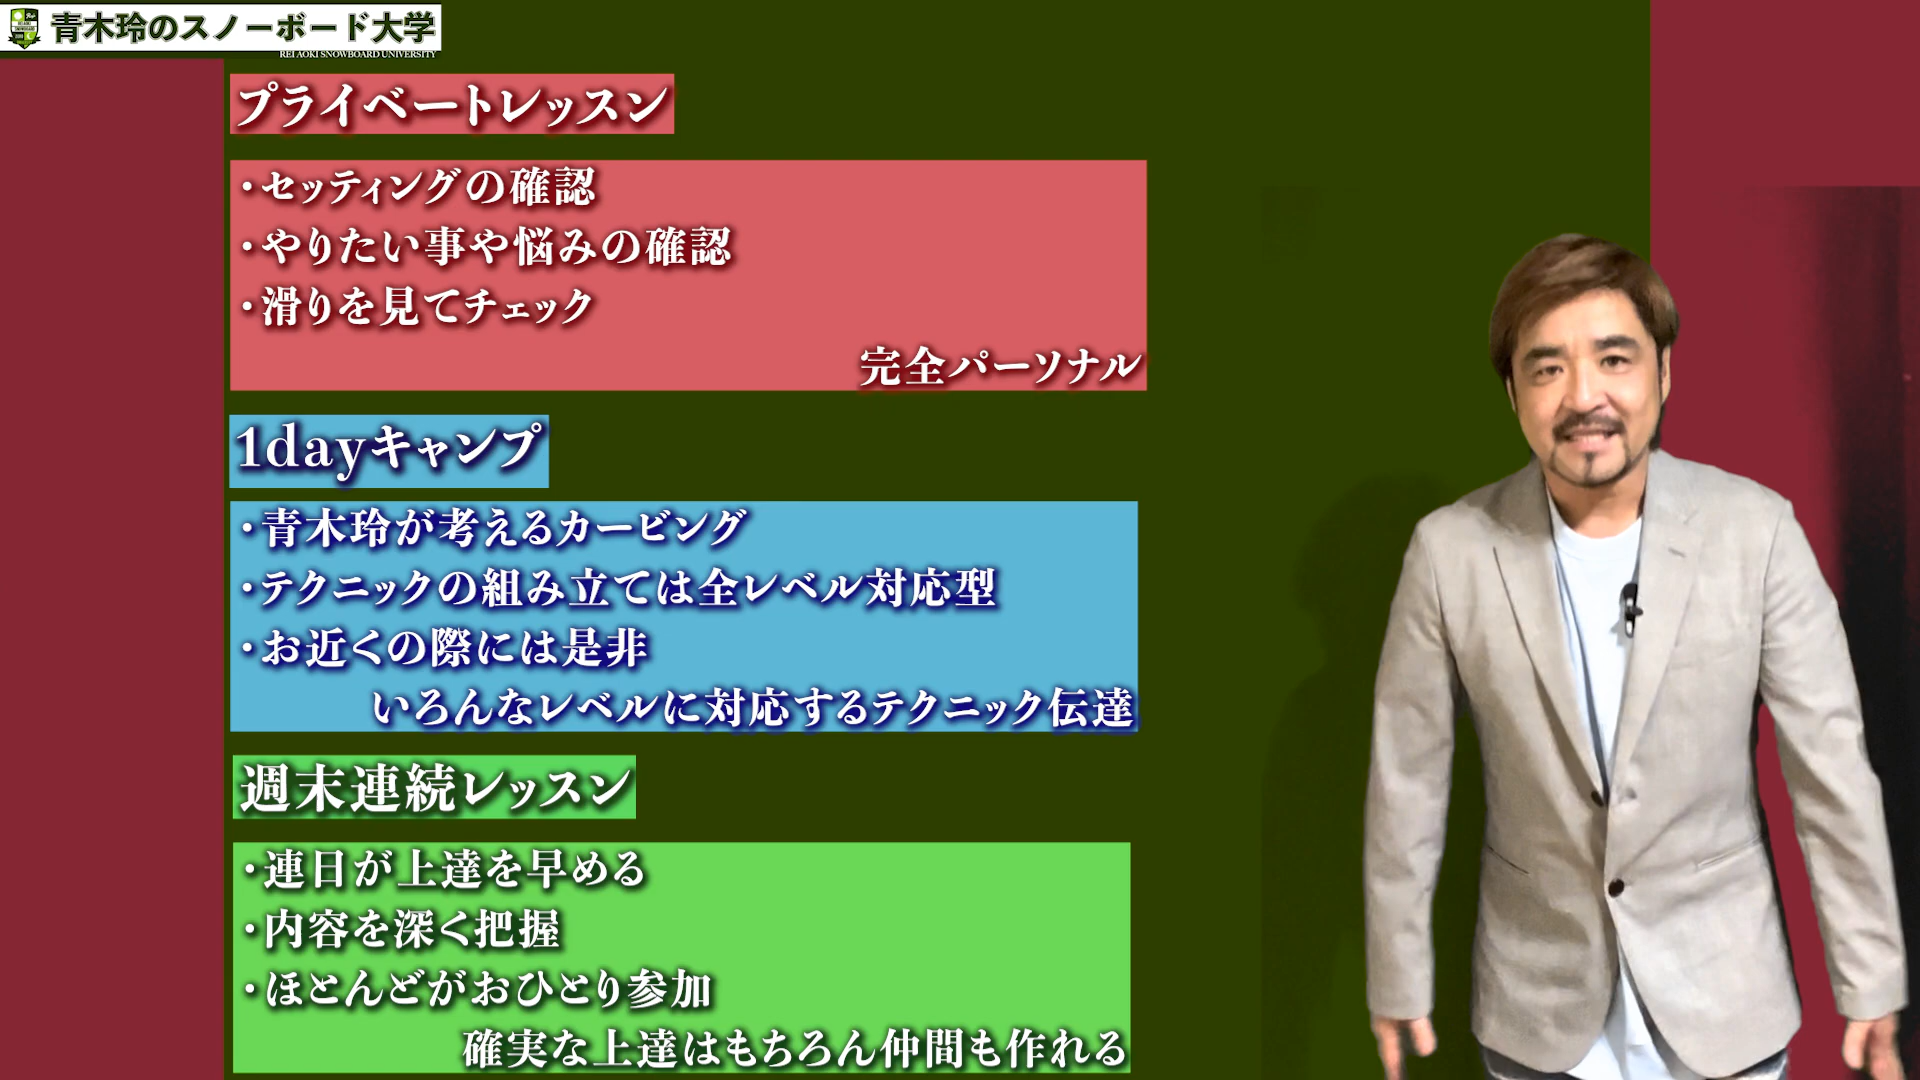 青木玲のスノーボード大学
REI AOKI SNOWBOARD UNIVERSITY
プライベートレッスン
・セッティングの確認
・やりたい事や悩みの確認
・滑りを見てチェック
完全パーソナル
1dayキャンプ
・青木玲が考えるカービング
・テクニックの組み立ては全レベル対応型
・お近くの際には是非
いろんなレベルに対応するテクニック伝達
週末連続レッスン
・連日が上達を早める
・内容を深く把握
・ほとんどがおひとり参加
確実な上達はもちろん仲間も作れる